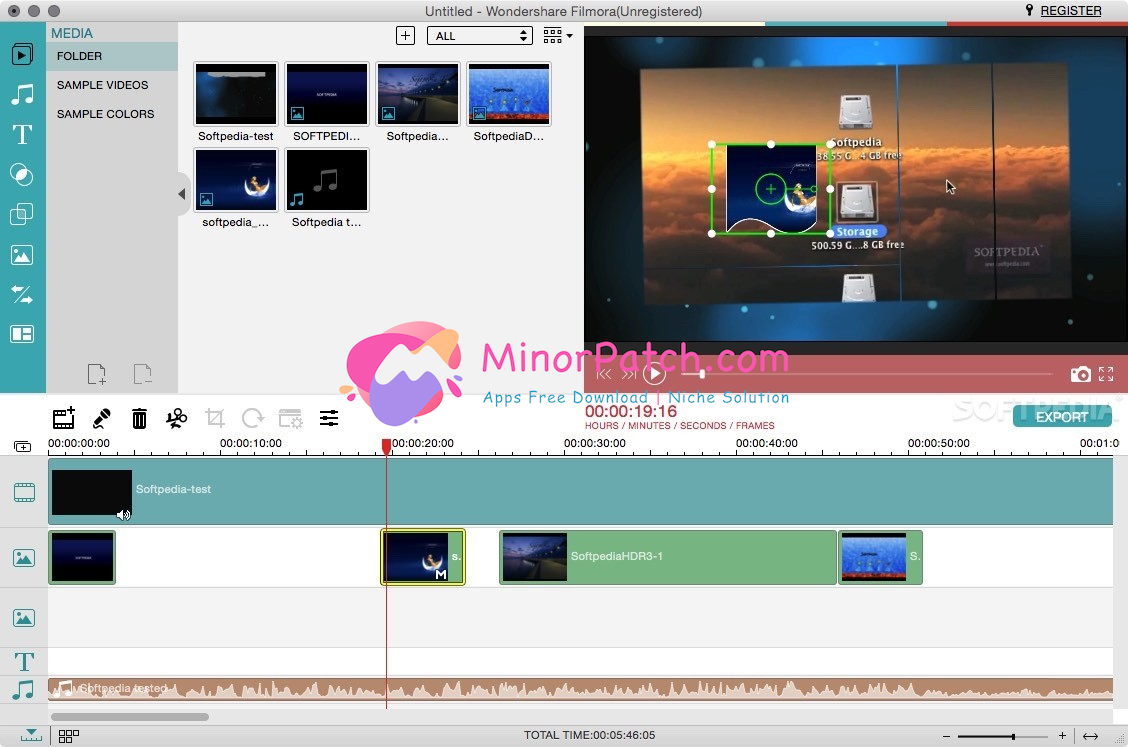 Untitled - Wondershare Filmora(Unregistered)
REGISTER
MEDIA
FOLDER
SAMPLE VIDEOS
SAMPLE COLORS
ALL
Softpedia-test
SOFTPEDI...
Softpedia...
SoftpediaD...
softpedia_...
Softpedia t...
Softpedia
38.55 G...4 GB free
Storage
500.59 G....8 GB free
SOFTPEDIA
MinorPatch.com
Apps Free Download | Niche Solution
00:00:19:16
HOURS / MINUTES / SECONDS / FRAMES
SOFTPEDIA
EXPORT
00:00:00:00
00:00:10:00
00:00:20:00
00:00:30:00
00:00:40:00
00:00:50:00
00:01:0
Softpedia-test
SOFTPEDIA
M
s.
SoftpediaHDR3-1
S.
T
Softpedia tested
TOTAL TIME:00:05:46:05